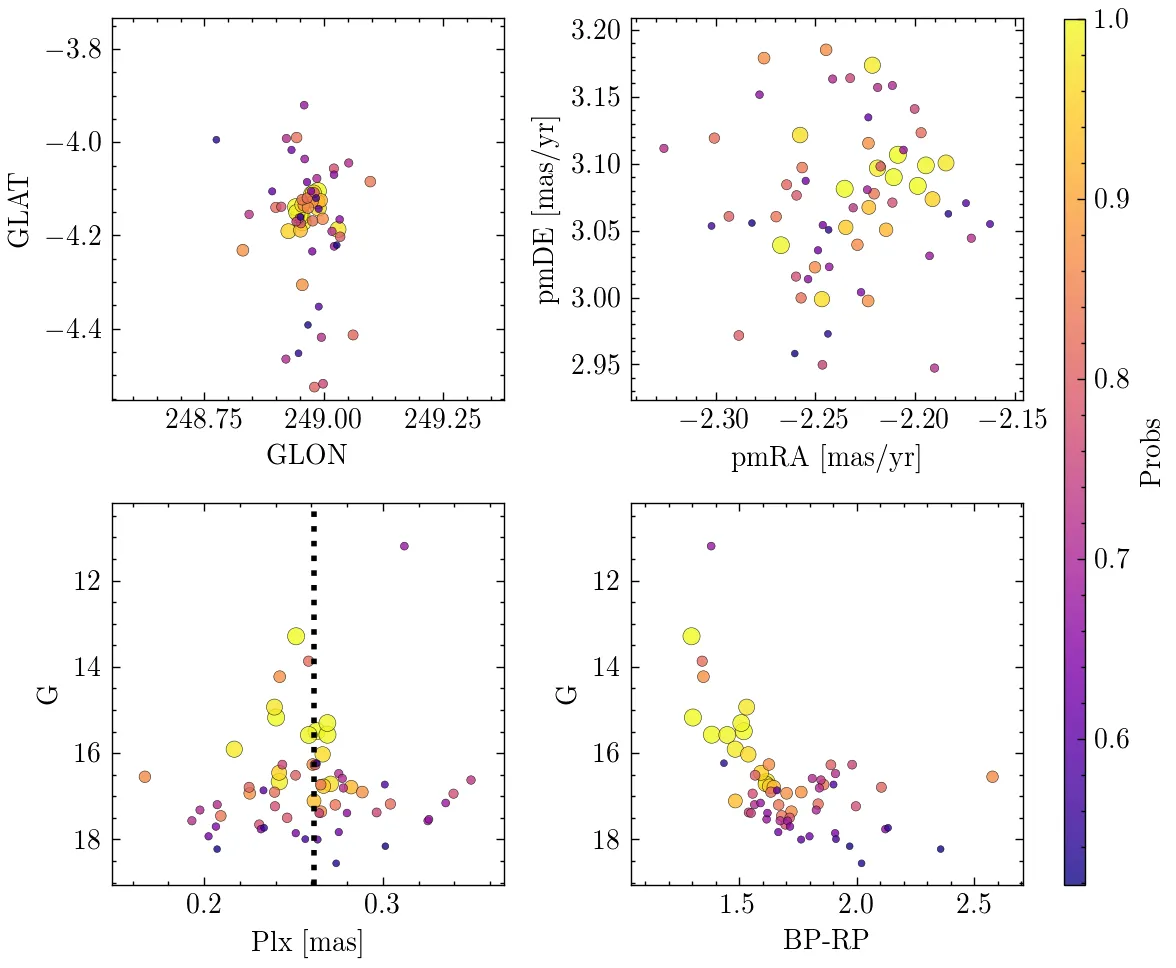 −3.8
−4.0
−4.2
−4.4
GLAT
248.75 249.00 249.25
GLON
3.20
3.15
3.10
3.05
3.00
2.95
pmDE [mas/yr]
−2.30 −2.25 −2.20 −2.15
pmRA [mas/yr]
12
14
16
18
G
0.2 0.3
Plx [mas]
12
14
16
18
G
1.5 2.0 2.5
BP-RP
1.0
0.9
0.8
0.7
0.6
Probs